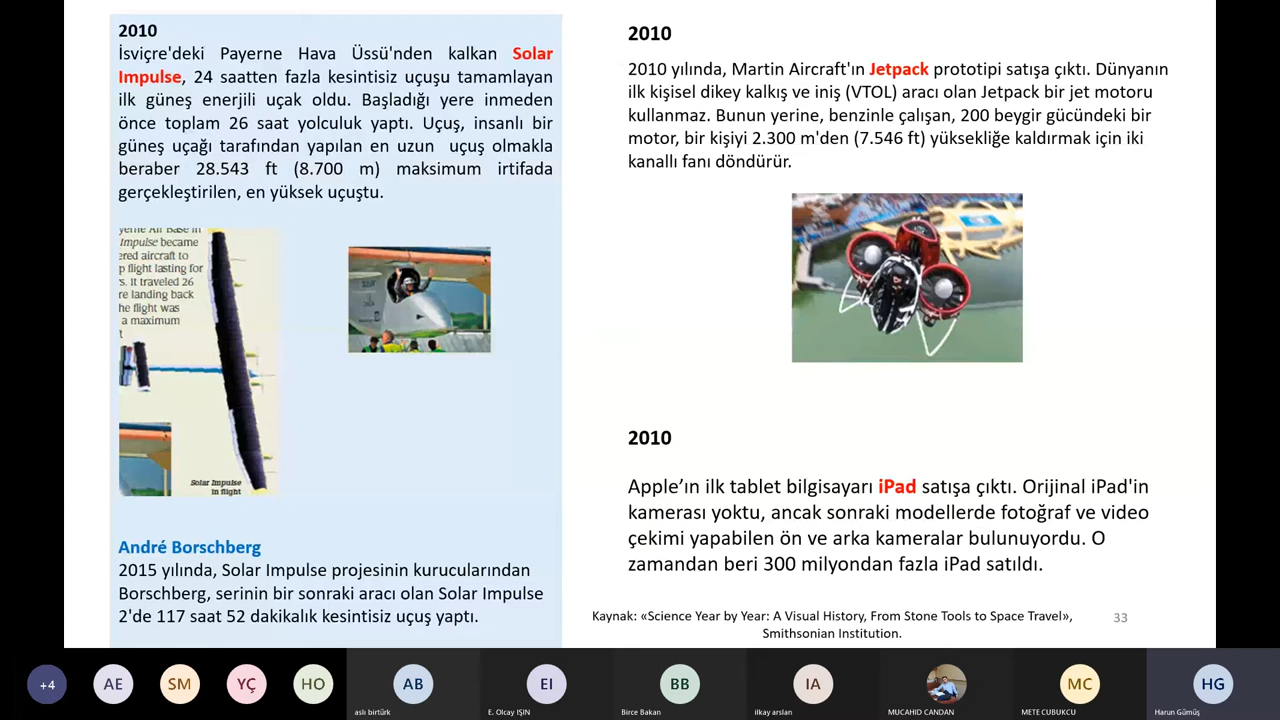 2010
İsviçre'deki Payerne Hava Üssü'nden kalkan Solar
Impulse, 24 saatten fazla kesintisiz uçuşu tamamlayan
ilk güneş enerjili uçak oldu. Başladığı yere inmeden
önce toplam 26 saat yolculuk yaptı. Uçuş, insanlı bir
güneş uçağı tarafından yapılan en uzun uçuş olmakla
beraber 28.543 ft (8.700 m) maksimum irtifada
gerçekleştirilen, en yüksek uçuştu.
yerne Air Base in
Impulse became
ered aircraft to
p flight lasting for
s. It traveled 26
re landing back
he flight was
a maximum
t
Solar Impulse
in flight
André Borschberg
2015 yılında, Solar Impulse projesinin kurucularından
Borschberg, serinin bir sonraki aracı olan Solar Impulse
2'de 117 saat 52 dakikalık kesintisiz uçuş yaptı.
2010
2010 yılında, Martin Aircraft'ın Jetpack prototipi satışa çıktı. Dünyanın
ilk kişisel dikey kalkış ve iniş (VTOL) aracı olan Jetpack bir jet motoru
kullanmaz. Bunun yerine, benzinle çalışan, 200 beygir gücündeki bir
motor, bir kişiyi 2.300 m'den (7.546 ft) yüksekliğe kaldırmak için iki
kanallı fanı döndürür.
2010
Apple’ın ilk tablet bilgisayarı iPad satışa çıktı. Orijinal iPad'in
kamerası yoktu, ancak sonraki modellerde fotoğraf ve video
çekimi yapabilen ön ve arka kameralar bulunuyordu. O
zamandan beri 300 milyondan fazla iPad satıldı.
Kaynak: «Science Year by Year: A Visual History, From Stone Tools to Space Travel»,
Smithsonian Institution.
33
+4
AE
SM
YÇ
HO
AB
aslı birtürk
EI
E. Olcay IŞIN
BB
Birce Bakan
IA
ilkay arslan
MUCAHID CANDAN
MC
METE CUBUKCU
HG
Harun Gümüş